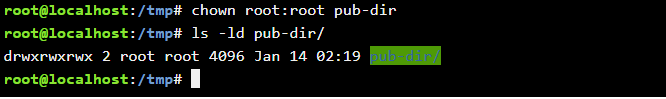 root@localhost:/tmp# chown root:root pub-dir
root@localhost:/tmp# ls -ld pub-dir/
drwxrwxrwx 2 root root 4096 Jan 14 02:19 pub-dir/
root@localhost:/tmp#